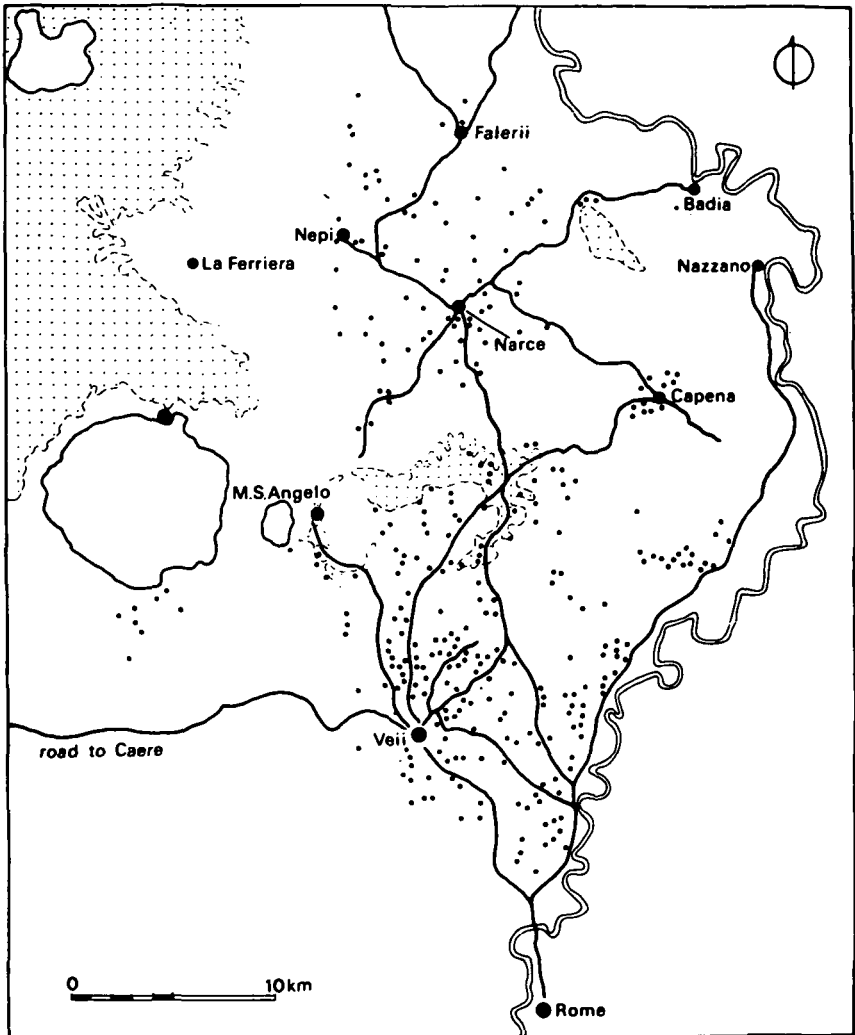 Falerii
Badia
Nepi
La Ferriera
Nazzano
Narce
Capena
M.S.Angelo
Veii
road to Caere
0 10km
Rome